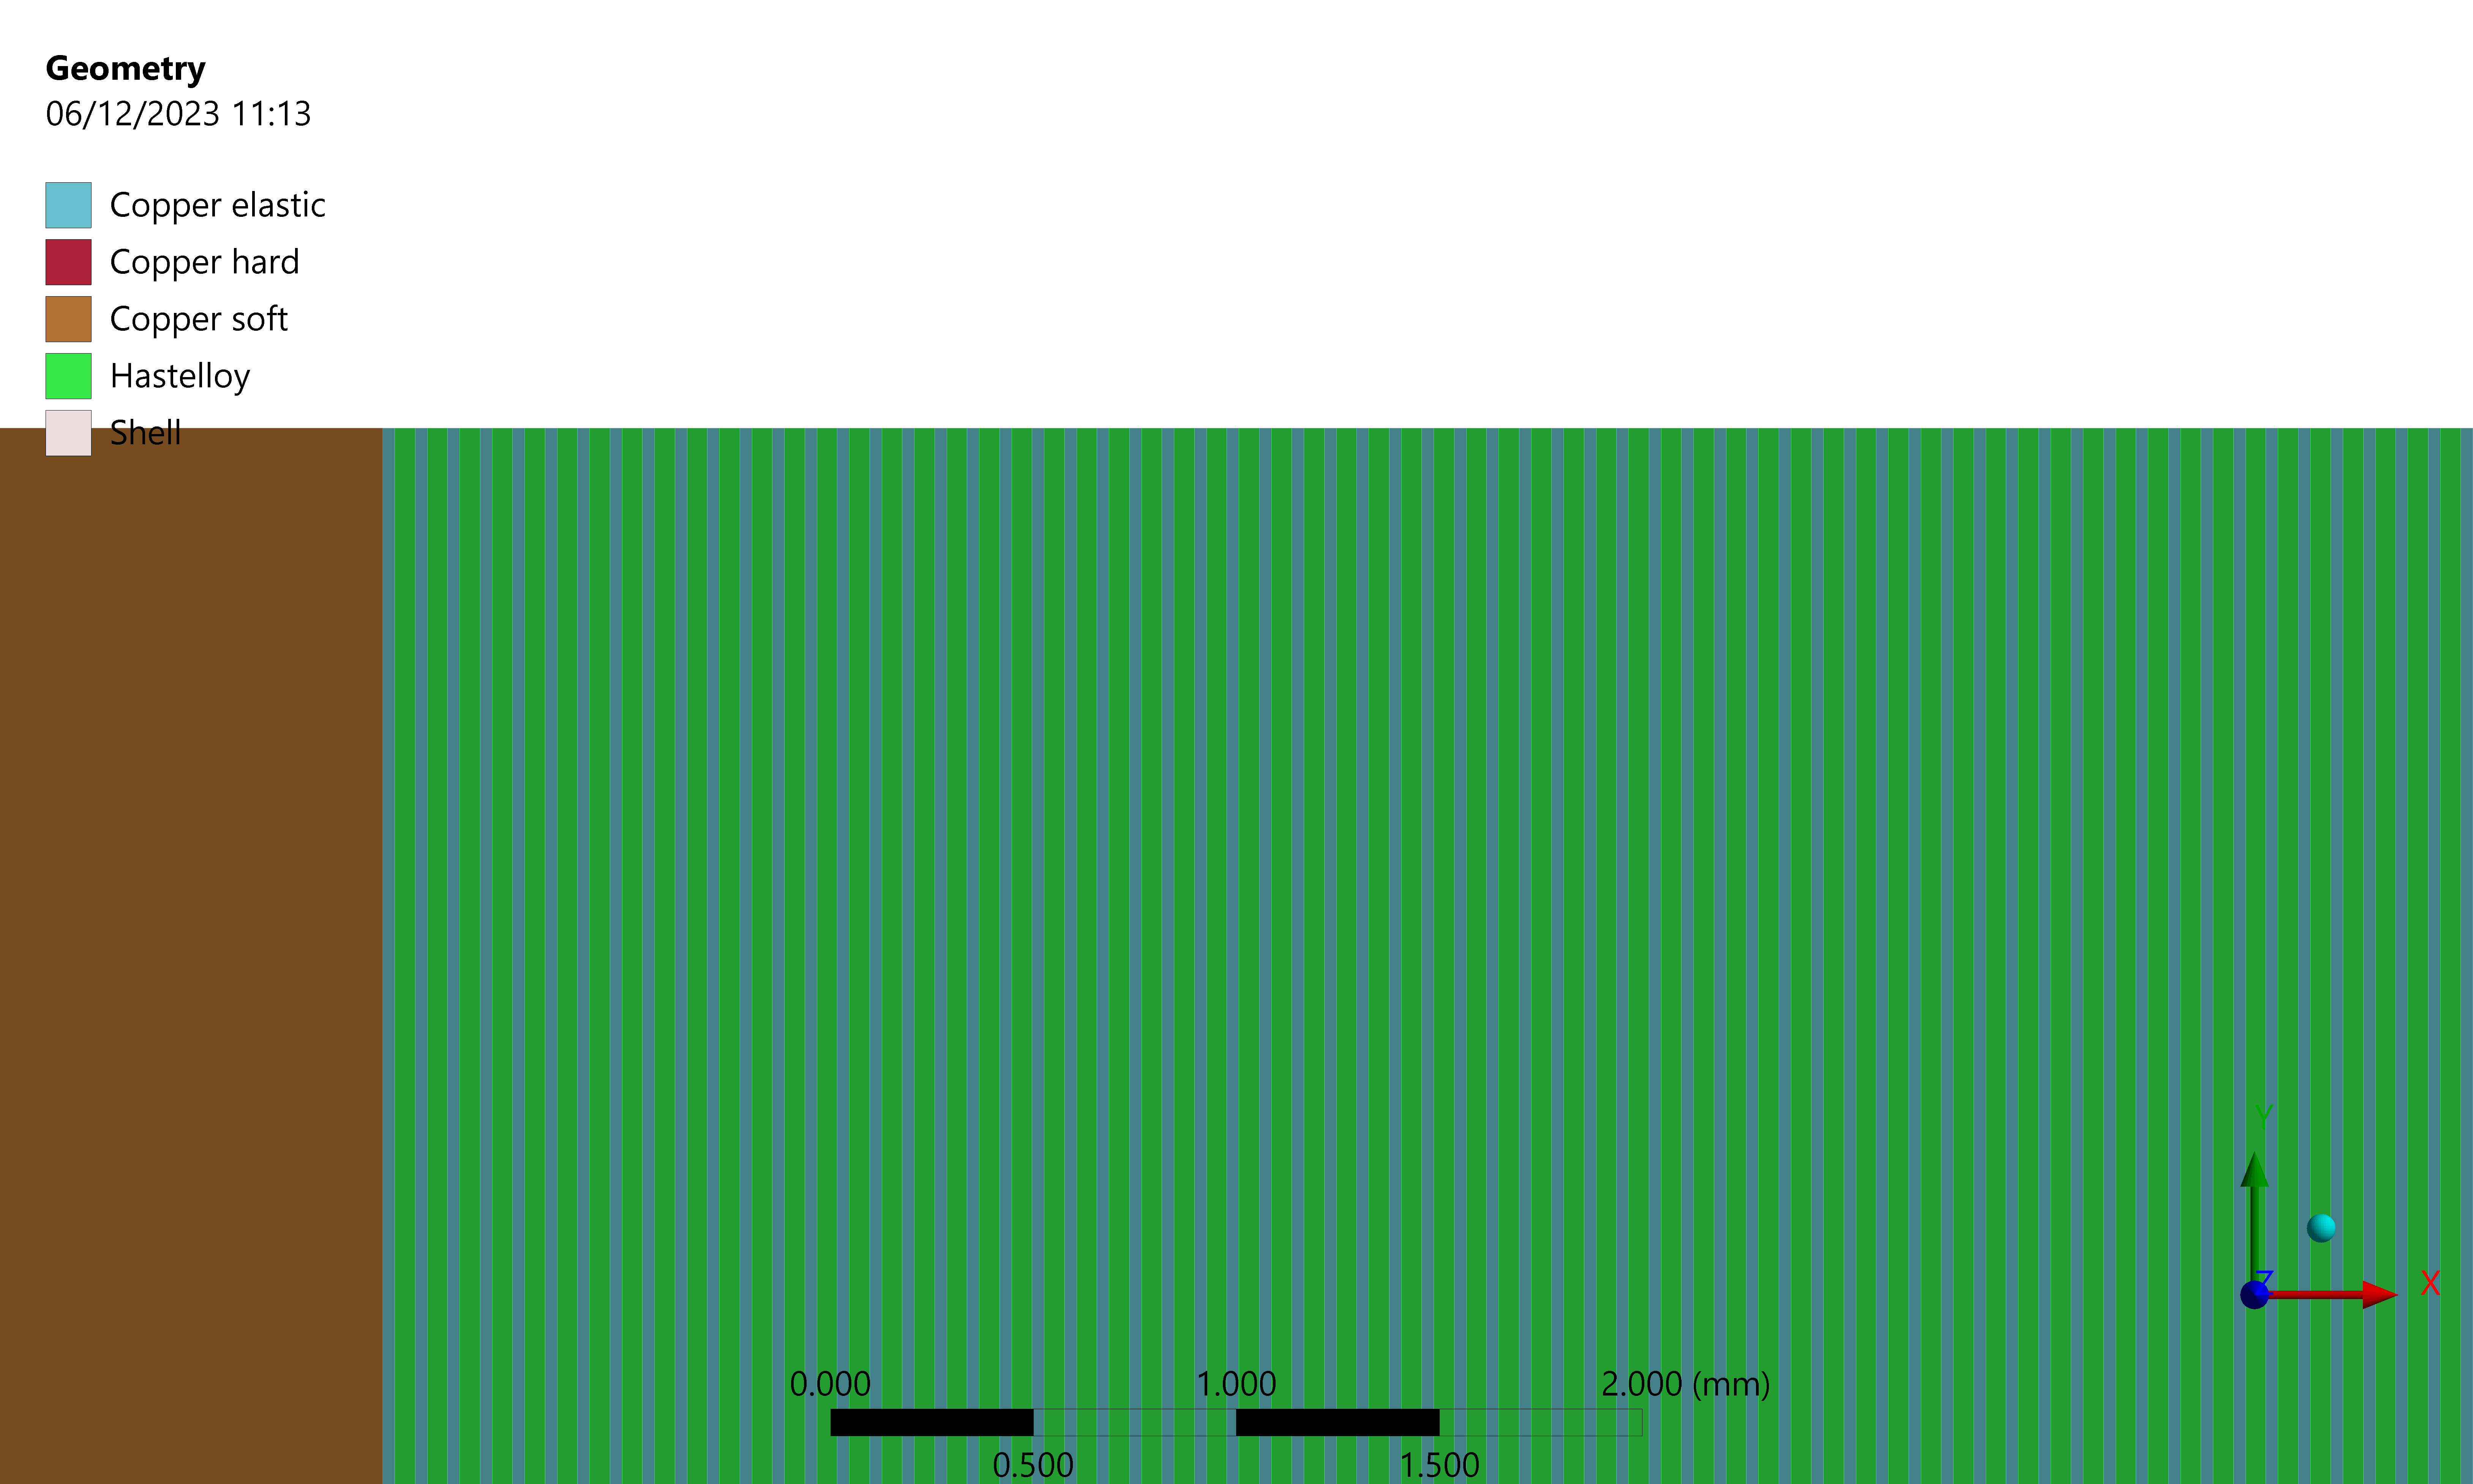 Geometry
06/12/2023 11:13
Copper elastic
Copper hard
Copper soft
Hastelloy
Shell
Y
Z
X
0.000 1.000 2.000 (mm)
0.500 1.500